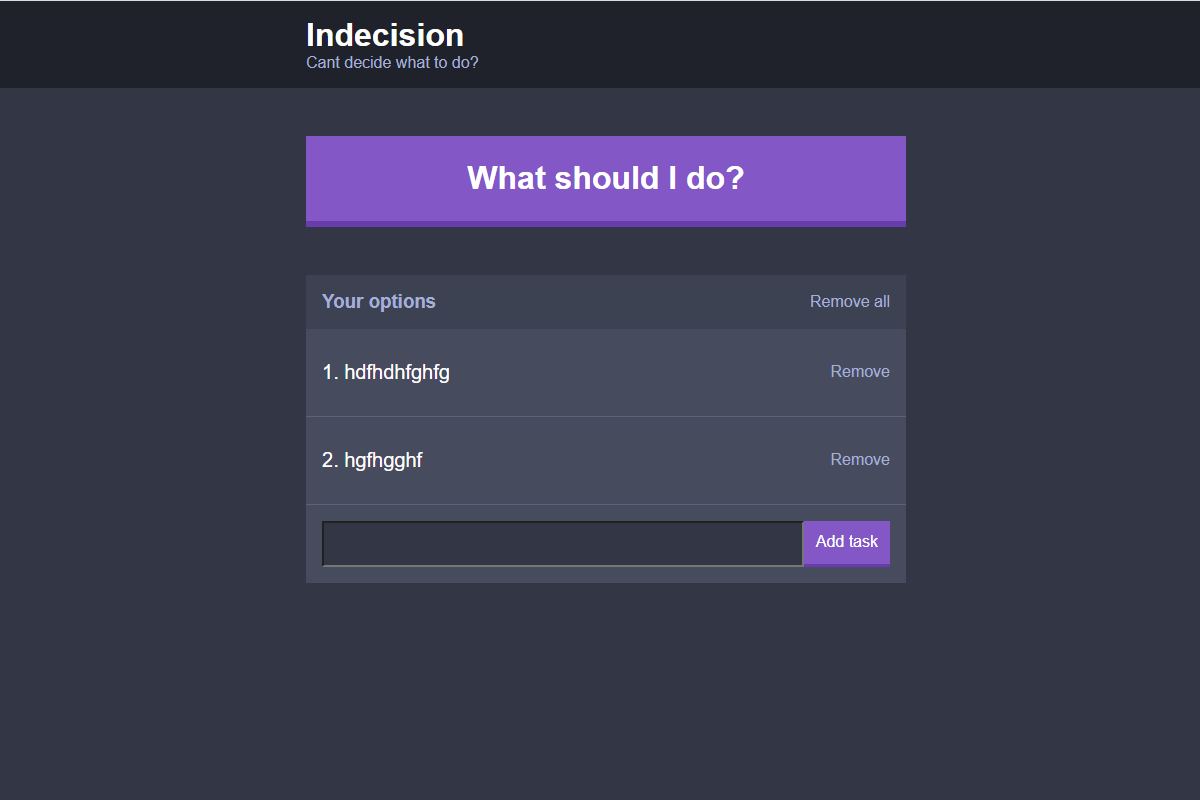 Indecision
Cant decide what to do?
What should I do?
Your options Remove all
1. hdfhdhfghfg Remove
2. hgfhgghf Remove
Add task